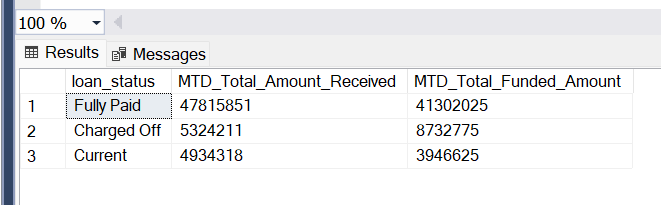 100 %
Results Messages
loan_status MTD_Total_Amount_Received MTD_Total_Funded_Amount
1 Fully Paid 47815851 41302025
2 Charged Off 5324211 8732775
3 Current 4934318 3946625